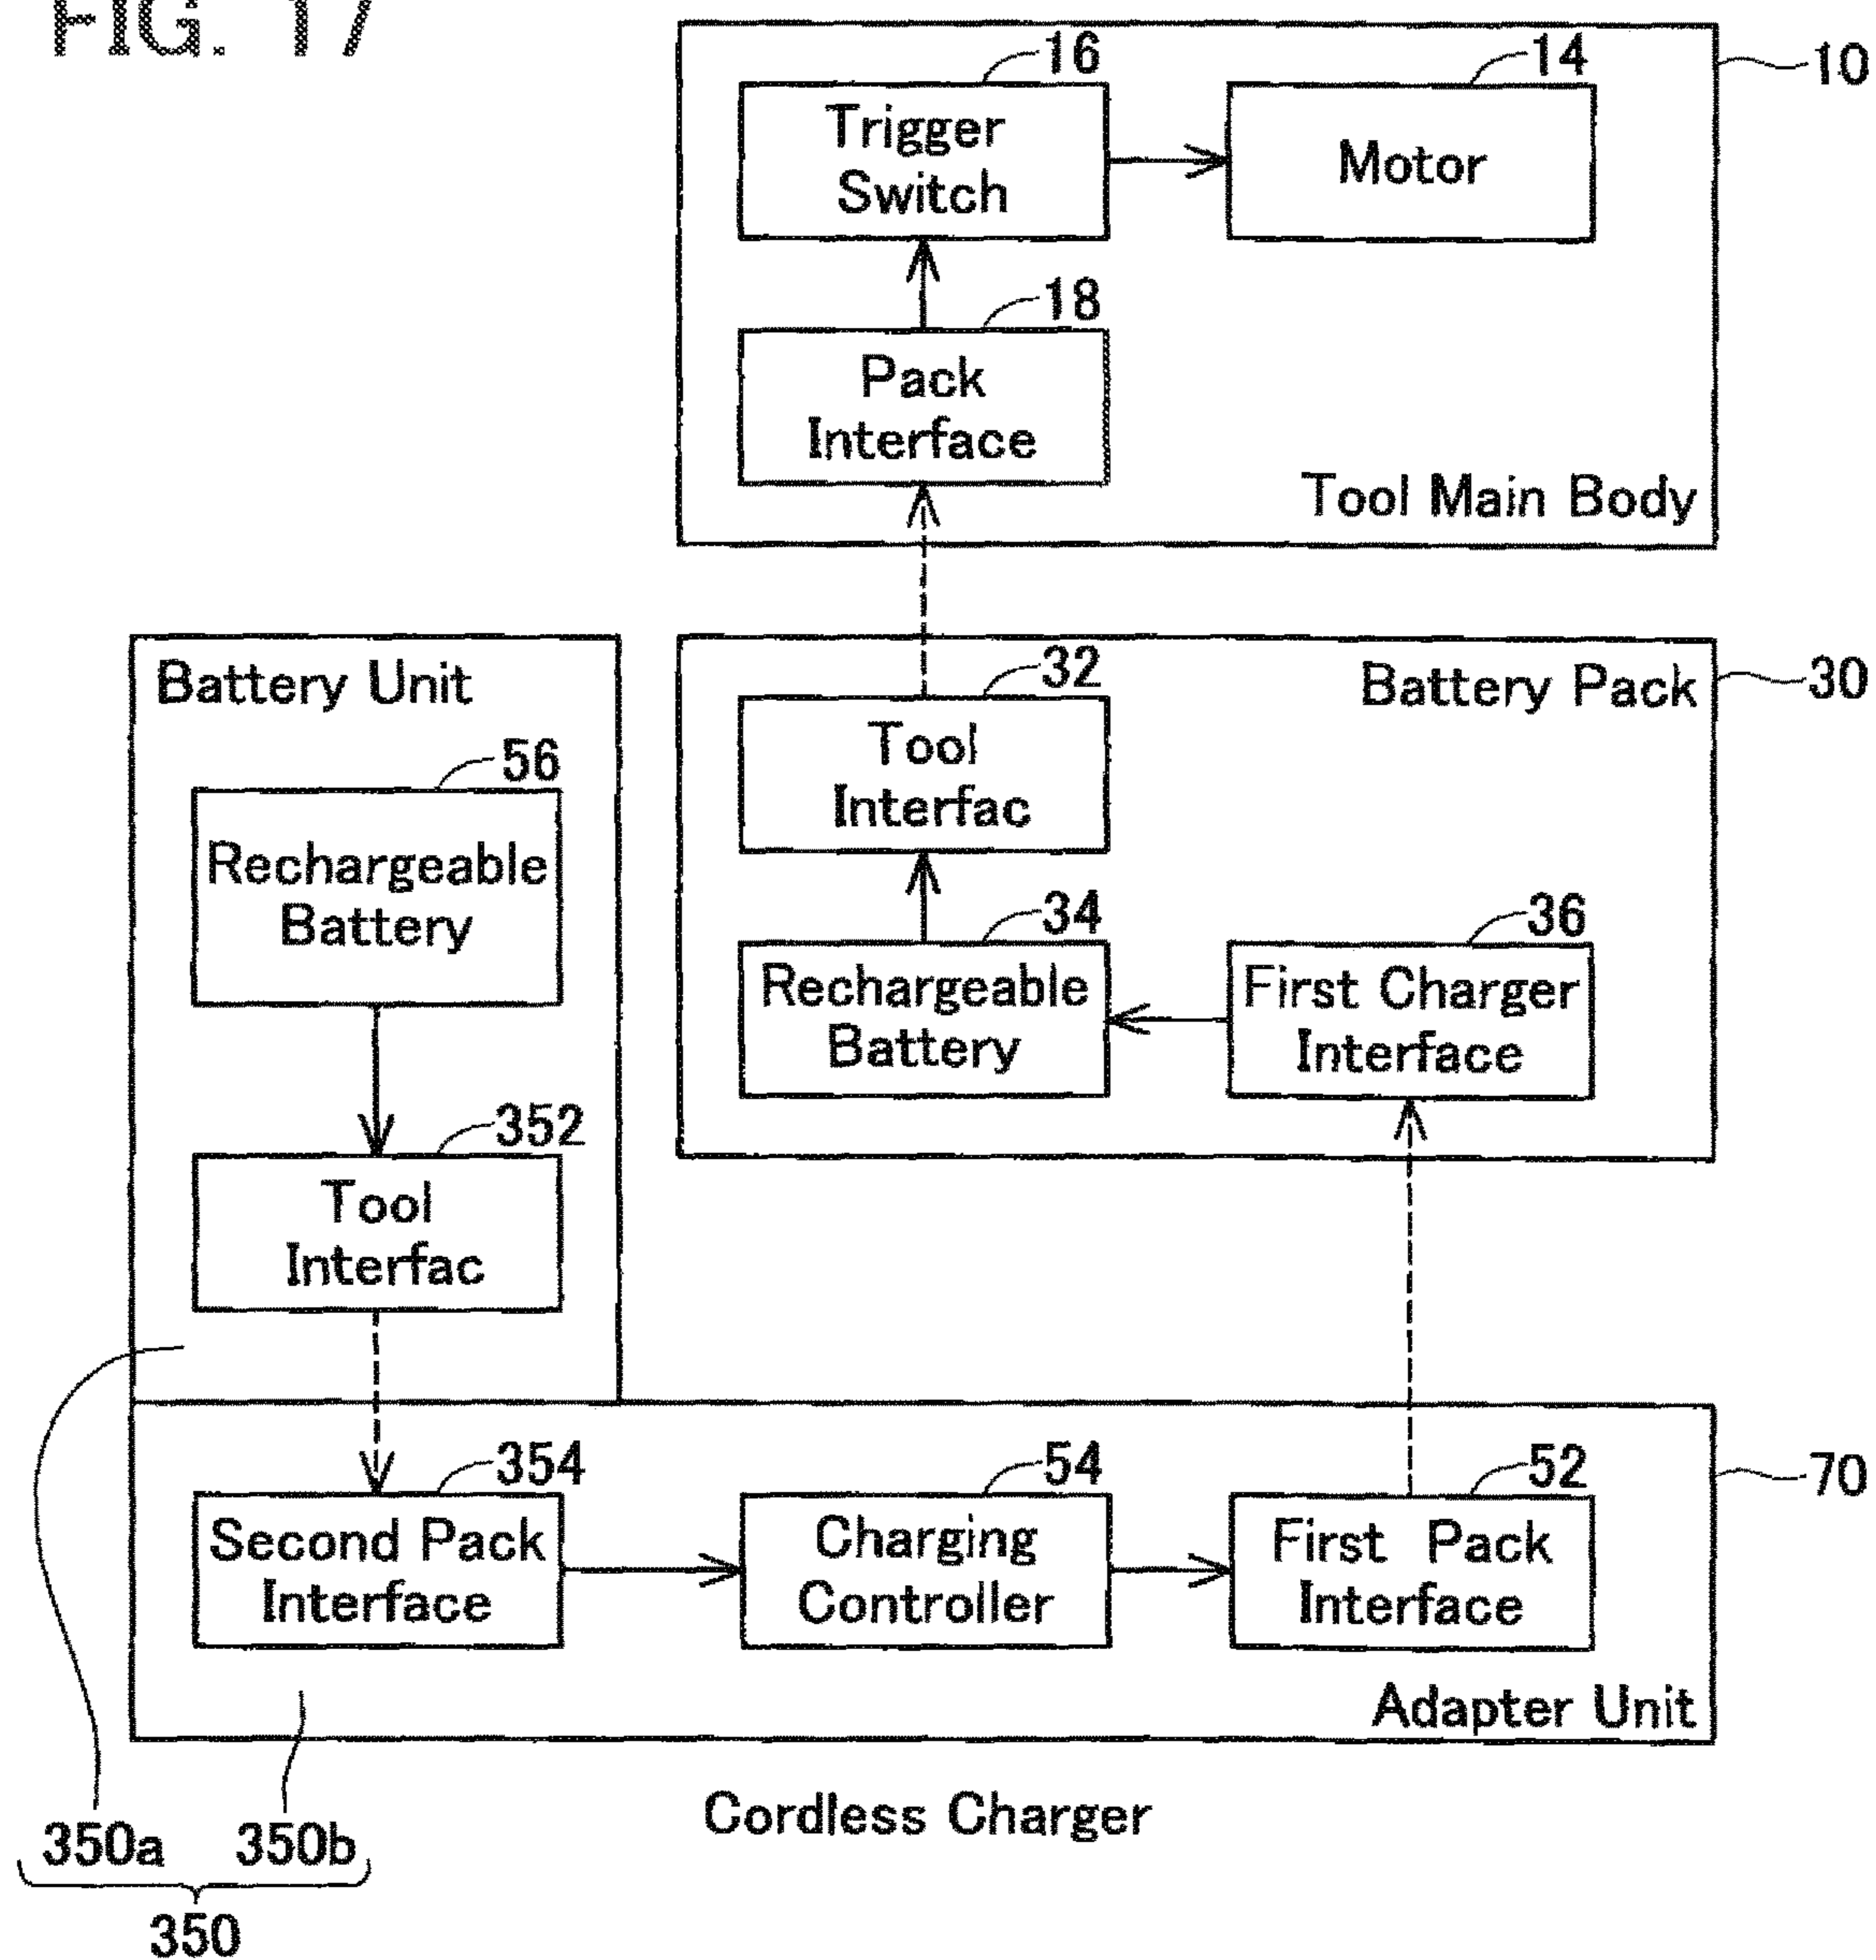 FIG. 17
16
14
10
Trigger
Switch
Motor
18
Pack
Interface
Tool Main Body
Battery Unit
32
Battery Pack
30
Tool
Interfac
56
Rechargeable
Battery
34
36
Rechargeable
Battery
First Charger
Interface
352
Tool
Interfac
354
54
52
70
Second Pack
Interface
Charging
Controller
First Pack
Interface
Adapter Unit
Cordless Charger
350a 350b
350